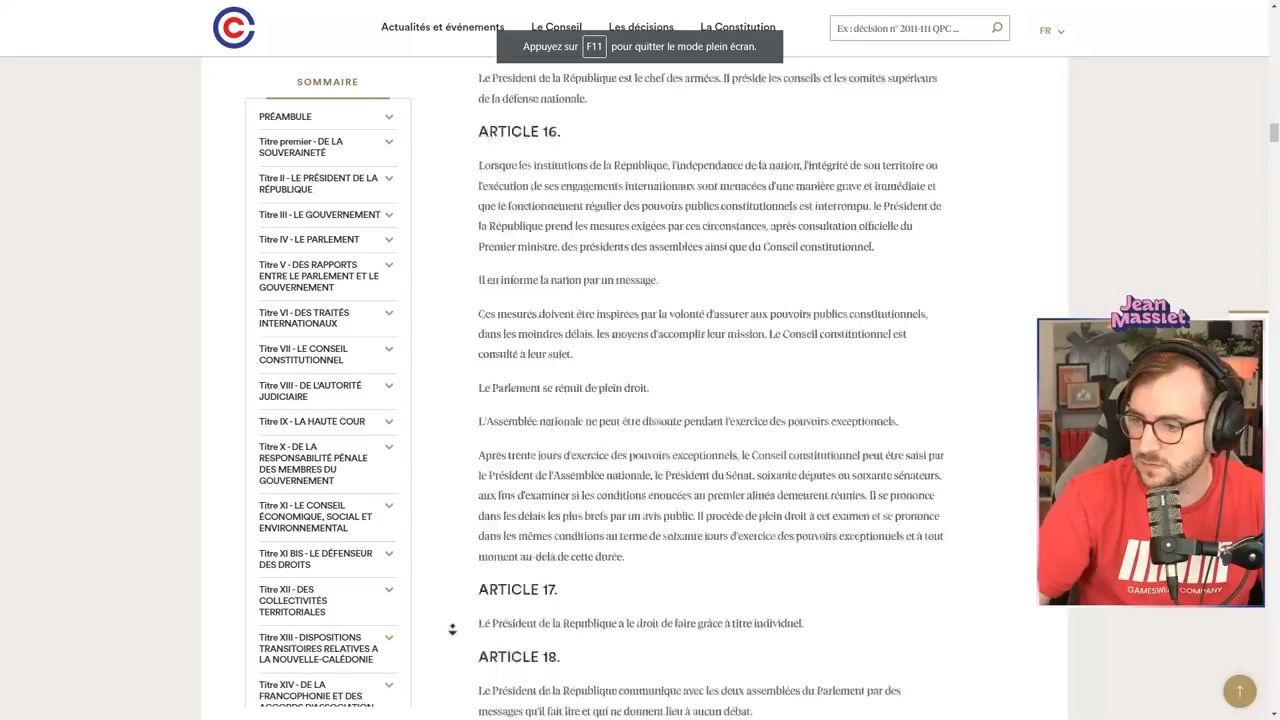 Actualités et événements
Le Conseil
Les décisions
La Constitution
Ex : décision n° 2011-111 QPC ...
FR
Appuyez sur F11 pour quitter le mode plein écran.
SOMMAIRE
PRÉAMBULE
Titre premier - DE LA
SOUVERAINETÉ
Titre II - LE PRÉSIDENT DE LA
RÉPUBLIQUE
Titre III - LE GOUVERNEMENT
Titre IV - LE PARLEMENT
Titre V - DES RAPPORTS
ENTRE LE PARLEMENT ET LE
GOUVERNEMENT
Titre VI - DES TRAITÉS
INTERNATIONAUX
Titre VII - LE CONSEIL
CONSTITUTIONNEL
Titre VIII - DE L'AUTORITÉ
JUDICIAIRE
Titre IX - LA HAUTE COUR
Titre X - DE LA
RESPONSABILITÉ PÉNALE
DES MEMBRES DU
GOUVERNEMENT
Titre XI - LE CONSEIL
ÉCONOMIQUE, SOCIAL ET
ENVIRONNEMENTAL
Titre XI BIS - LE DÉFENSEUR
DES DROITS
Titre XII - DES
COLLECTIVITÉS
TERRITORIALES
Titre XIII - DISPOSITIONS
TRANSITOIRES RELATIVES A
LA NOUVELLE-CALÉDONIE
Titre XIV - DE LA
FRANCOPHONIE ET DES
ACCORDS D'ASSOCIATION
Le Président de la République est le chef des armées. Il préside les conseils et les comités supérieurs
de la défense nationale.
ARTICLE 16.
Lorsque les institutions de la République, l'indépendance de la nation, l'intégrité de son territoire ou
l'exécution de ses engagements internationaux sont menacées d'une manière grave et immédiate et
que le fonctionnement régulier des pouvoirs publics constitutionnels est interrompu, le Président de
la République prend les mesures exigées par ces circonstances, après consultation officielle du
Premier ministre, des présidents des assemblées ainsi que du Conseil constitutionnel.
Il en informe la nation par un message.
Ces mesures doivent être inspirées par la volonté d'assurer aux pouvoirs publics constitutionnels,
dans les moindres délais, les moyens d'accomplir leur mission. Le Conseil constitutionnel est
consulté à leur sujet.
Le Parlement se réunit de plein droit.
L'Assemblée nationale ne peut être dissoute pendant l'exercice des pouvoirs exceptionnels.
Après trente jours d'exercice des pouvoirs exceptionnels, le Conseil constitutionnel peut être saisi par
le Président de l'Assemblée nationale, le Président du Sénat, soixante députés ou soixante sénateurs,
aux fins d'examiner si les conditions énoncées au premier alinéa demeurent réunies. Il se prononce
dans les délais les plus brefs par un avis public. Il procède de plein droit à cet examen et se prononce
dans les mêmes conditions au terme de soixante jours d'exercice des pouvoirs exceptionnels et à tout
moment au-delà de cette durée.
ARTICLE 17.
Le Président de la République a le droit de faire grâce à titre individuel.
ARTICLE 18.
Le Président de la République communique avec les deux assemblées du Parlement par des
messages qu'il fait lire et qui ne donnent lieu à aucun débat.
Jean
Massiet